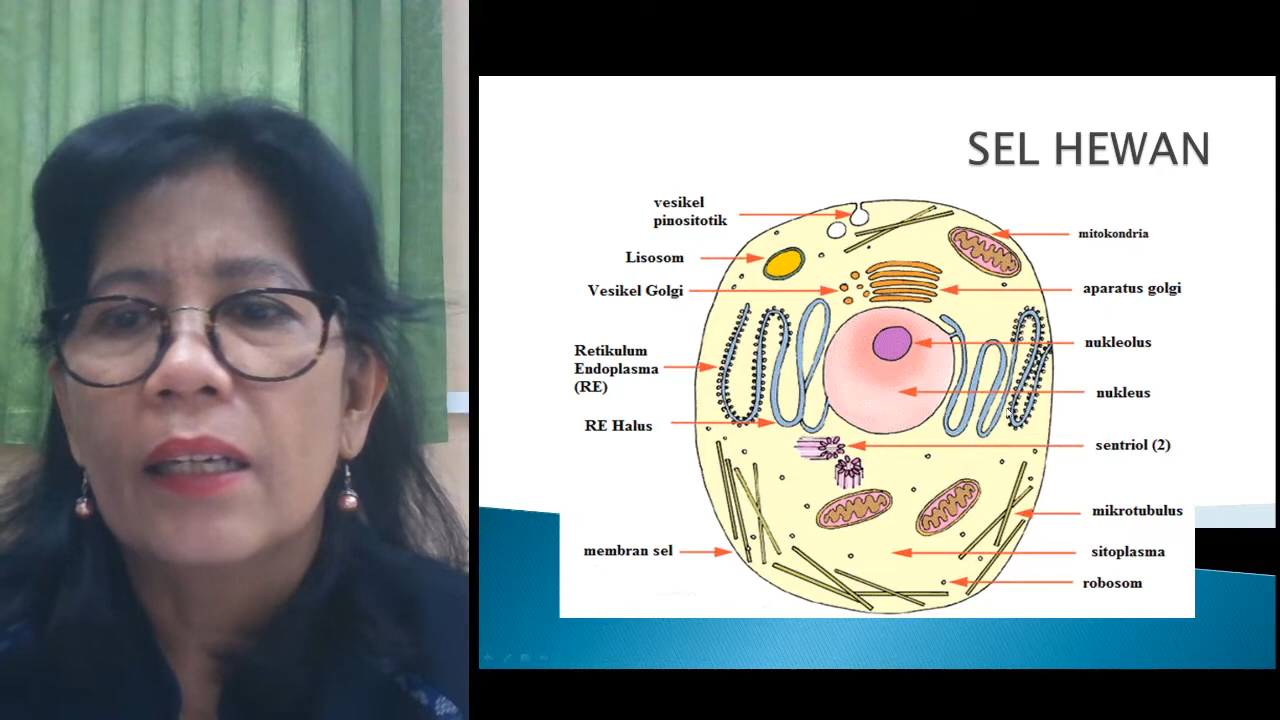 SEL HEWAN
vesikel
pinositotik
Lisosom
Vesikel Golgi
Retikulum
Endoplasma
(RE)
RE Halus
membran sel
mitokondria
aparatus golgi
nukleolus
nukleus
sentriol (2)
mikrotubulus
sitoplasma
robosom